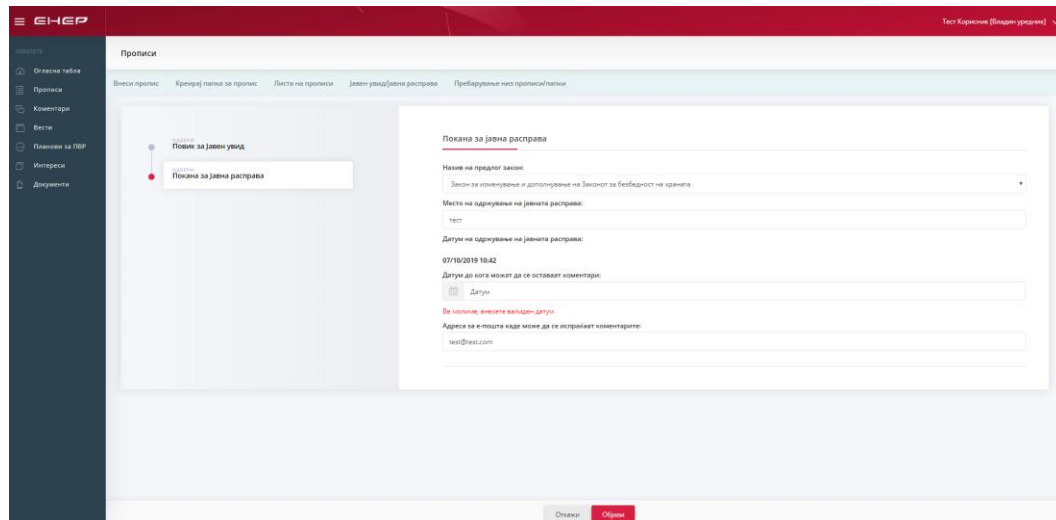 ЕНЕР
Тест Корисник (Владин уредник)
ИЗБЕРЕТЕ
Огласна табла
Прописи
Коментари
Вести
Планови за ПВР
Интереси
Документи
Прописи
Внеси пропис Креирај папка за пропис Листа на прописи Јавен увид/јавна расправа Пребарување низ прописи/папки
Повик за Јавен увид
Покана за Јавна расправа
Покана за јавна расправа
Назив на предлог закон:
Закон за изменување и дополнување на Законот за безбедност на храната
Место на одржување на јавната расправа:
тест
Датум на одржување на јавната расправа:
07/10/2019 10:42
Датум до кога можат да се остават коментари:
Датум
Ве молиме, внесете валиден датум
Адреса за е-пошта каде може да се испраќаат коментарите:
test@test.com
Откажи Објави